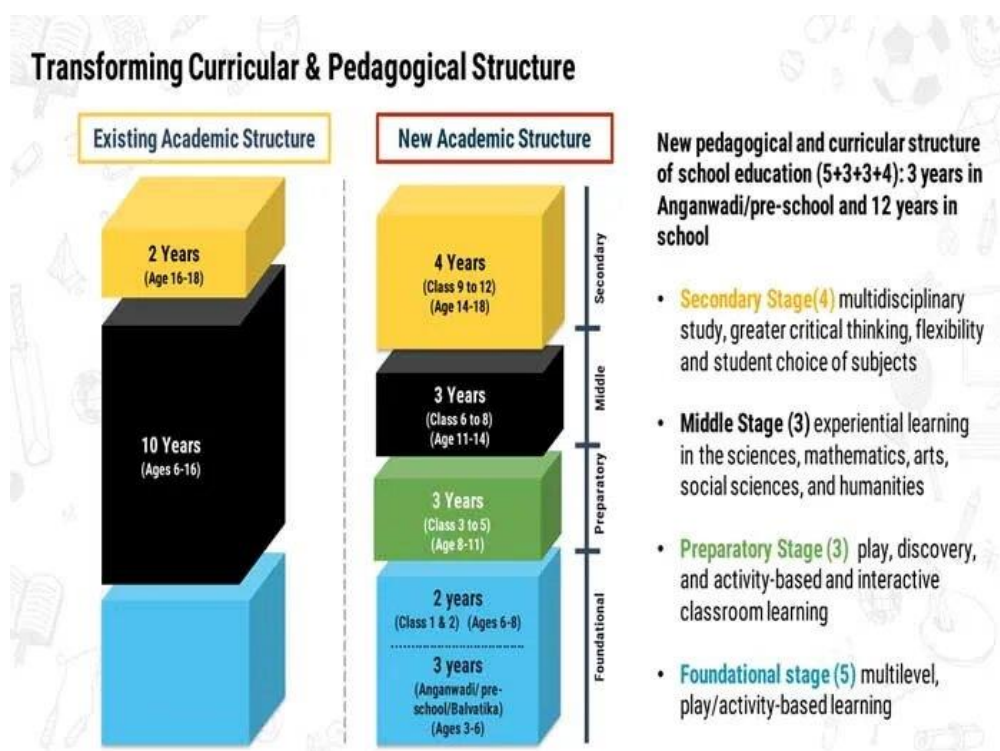 Transforming Curricular & Pedagogical Structure
Existing Academic Structure
2 Years
(Age 16-18)
10 Years
(Ages 6-16)
New Academic Structure
4 Years
(Class 9 to 12)
(Age 14-18)
Secondary
3 Years
(Class 6 to 8)
(Age 11-14)
Middle
3 Years
(Class 3 to 5)
(Age 8-11)
Preparatory
2 years
(Class 1 & 2) (Ages 6-8)
3 years
(Anganwadi/ pre-
school/Balvatika)
(Ages 3-6)
Foundational
New pedagogical and curricular structure
of school education (5+3+3+4): 3 years in
Anganwadi/pre-school and 12 years in
school
• Secondary Stage(4) multidisciplinary
study, greater critical thinking, flexibility
and student choice of subjects
• Middle Stage (3) experiential learning
in the sciences, mathematics, arts,
social sciences, and humanities
• Preparatory Stage (3) play, discovery,
and activity-based and interactive
classroom learning
• Foundational stage (5) multilevel,
play/activity-based learning